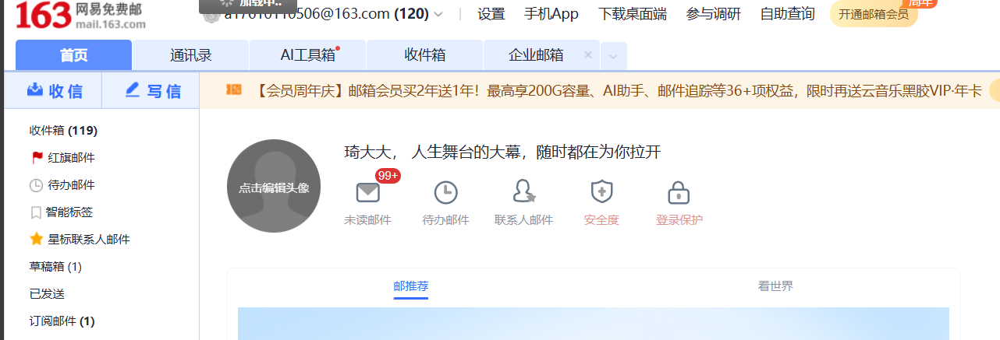 163 网易免费邮
mail.163.com
加载中..
a17610110506@163.com (120)
设置 手机App 下载桌面端 参与调研 自助查询 开通邮箱会员 周年
首页 通讯录 AI工具箱 收件箱 企业邮箱
收信 写信
【会员周年庆】邮箱会员买2年送1年！最高享200G容量、AI助手、邮件追踪等36+项权益，限时再送云音乐黑胶VIP·年卡
收件箱 (119)
红旗邮件
待办邮件
智能标签
星标联系人邮件
草稿箱 (1)
已发送
订阅邮件 (1)
点击编辑头像
琦大大， 人生舞台的大幕，随时都在为你拉开
99+
未读邮件 待办邮件 联系人邮件 安全度 登录保护
邮推荐 看世界